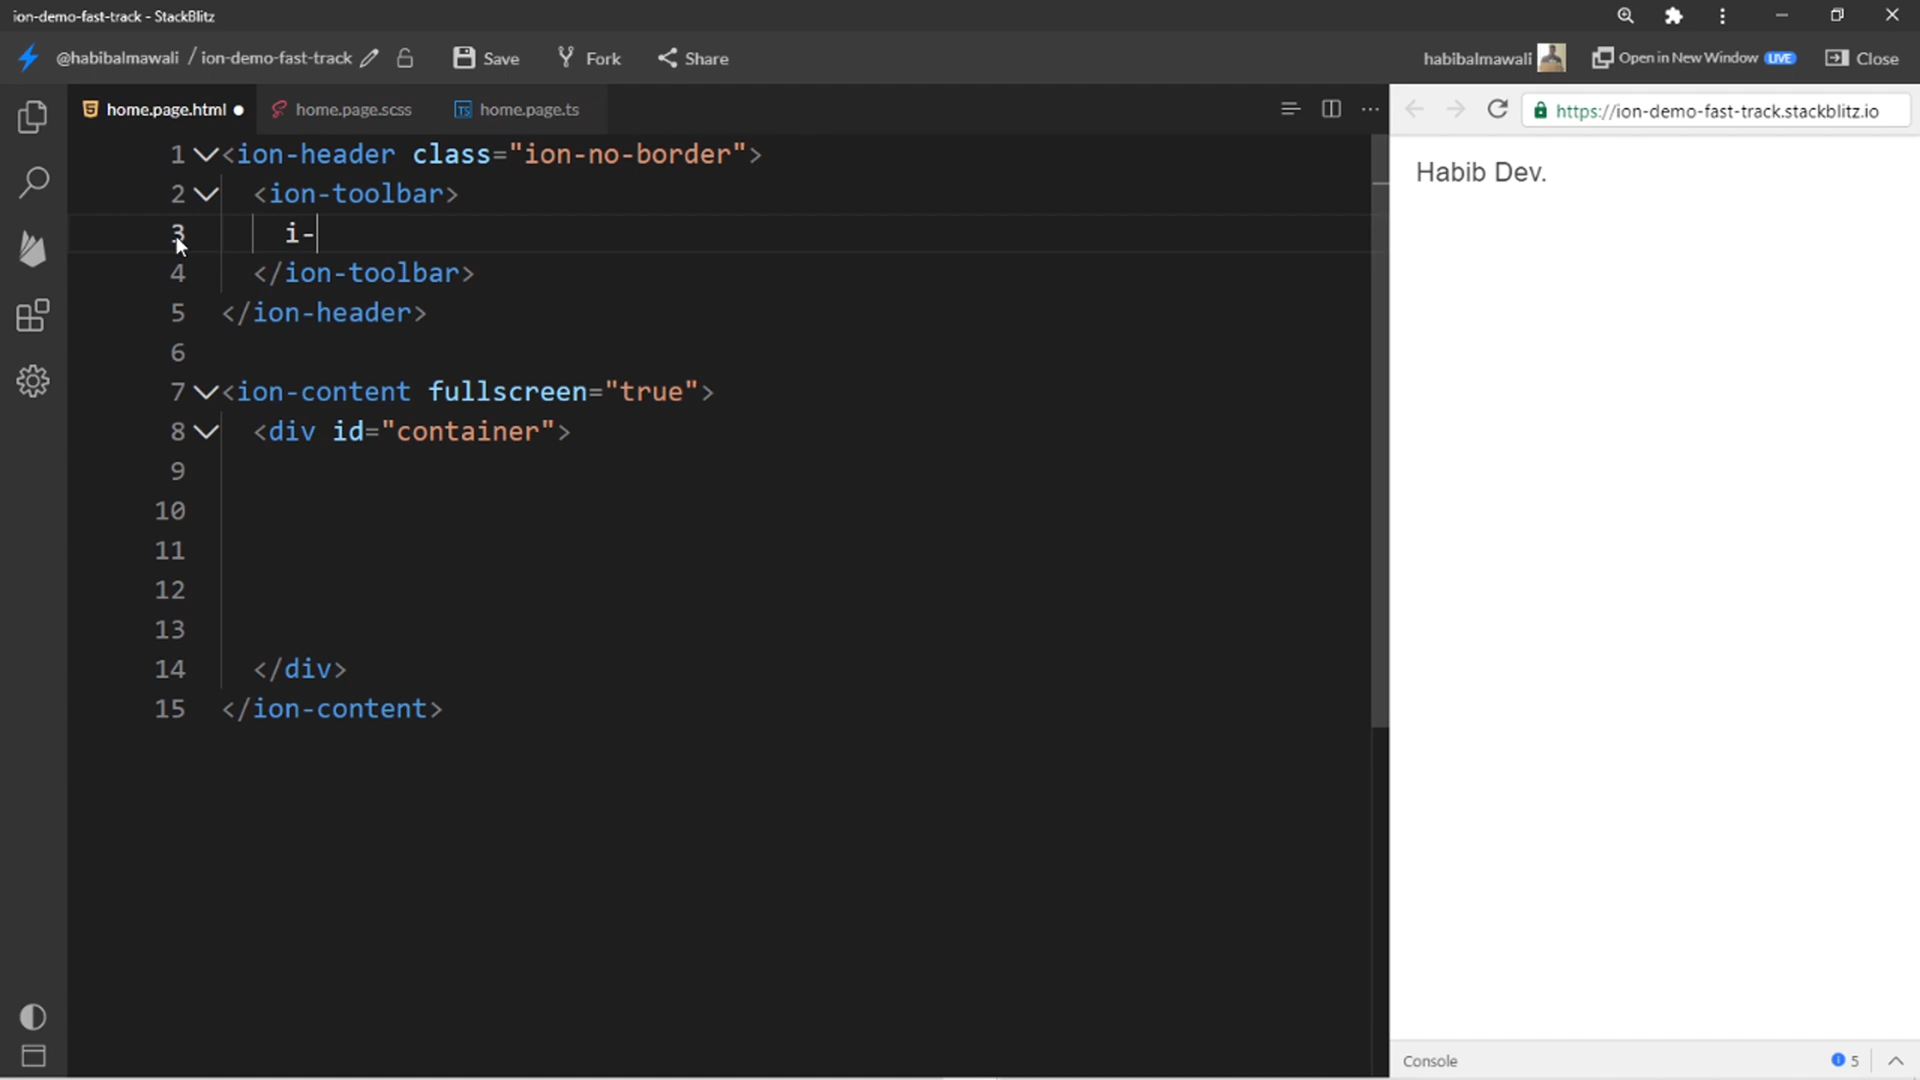 ion-demo-fast-track - StackBlitz
@habibalmawali / ion-demo-fast-track Save Fork Share habibalmawali Open in New Window LIVE Close
home.page.html home.page.scss home.page.ts https://ion-demo-fast-track.stackblitz.io
1 <ion-header class="ion-no-border">
2 <ion-toolbar>
3 i-
4 </ion-toolbar>
5 </ion-header>
6
7 <ion-content fullscreen="true">
8 <div id="container">
9
10
11
12
13
14 </div>
15 </ion-content>
Habib Dev.
Console 5